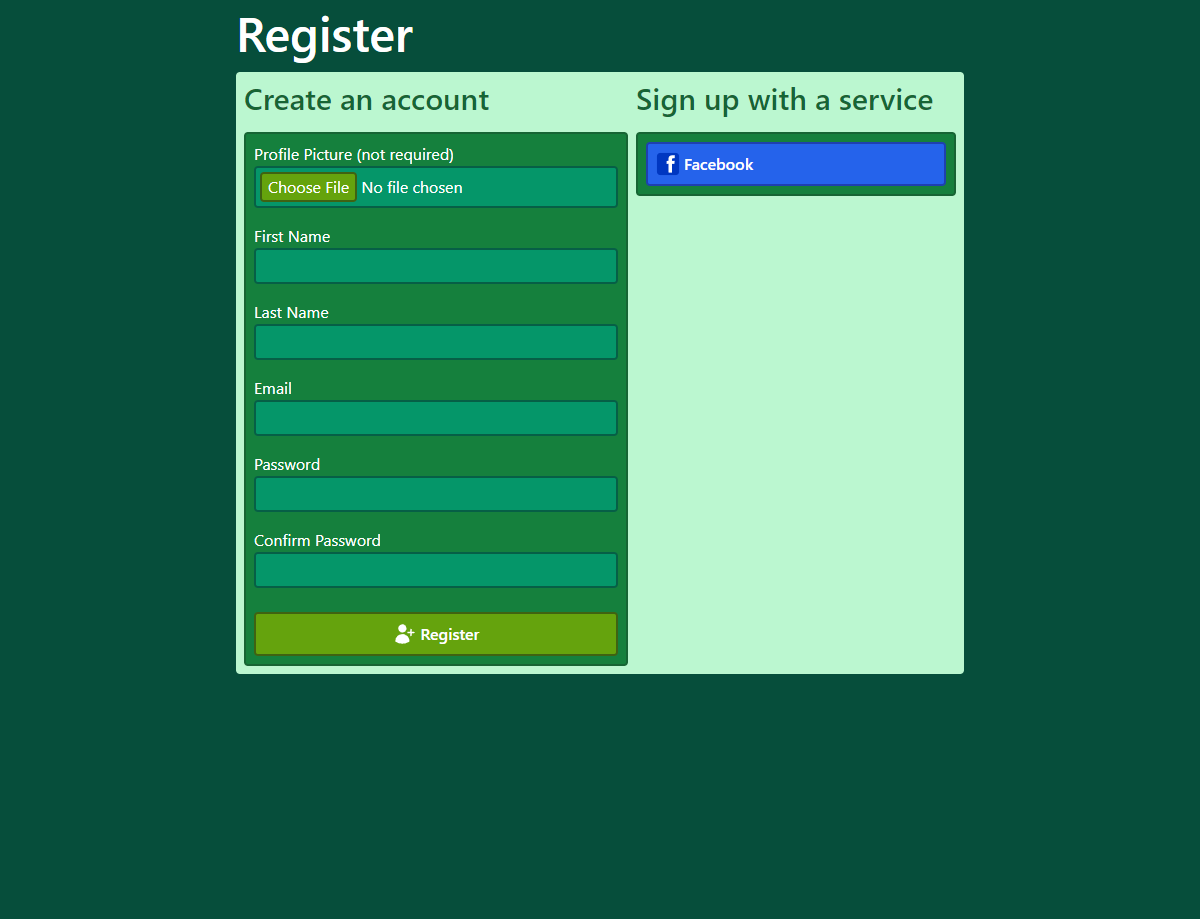 Register
Create an account
Profile Picture (not required)
Choose File No file chosen
First Name
Last Name
Email
Password
Confirm Password
Register
Sign up with a service
Facebook